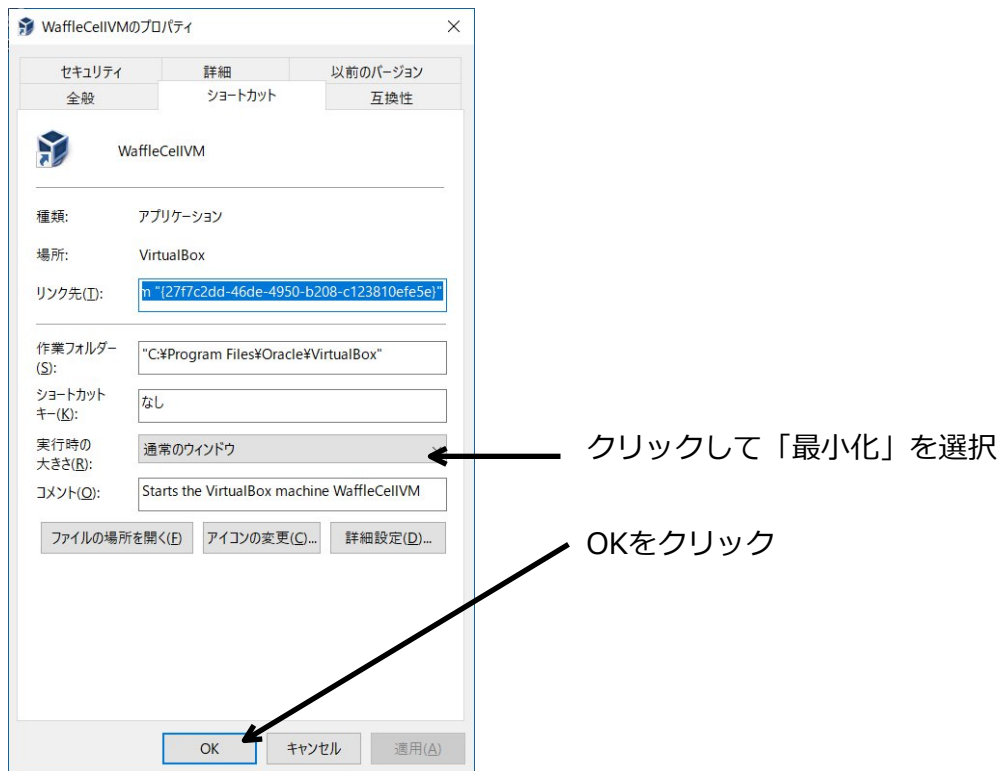 WaffleCellVMのプロパティ
セキュリティ 詳細 以前のバージョン
全般 ショートカット 互換性
WaffleCellVM
種類: アプリケーション
場所: VirtualBox
リンク先(T): m "{27f7c2dd-46de-4950-b208-c123810efe5e}"
作業フォルダー
(S):
"C:¥Program Files¥Oracle¥VirtualBox"
ショートカット
キー(K):
なし
実行時の
大きさ(R):
通常のウィンドウ
クリックして「最小化」を選択
コメント(O): Starts the VirtualBox machine WaffleCellVM
ファイルの場所を開く(F) アイコンの変更(C)... 詳細設定(D)...
OKをクリック
OK キャンセル 適用(A)